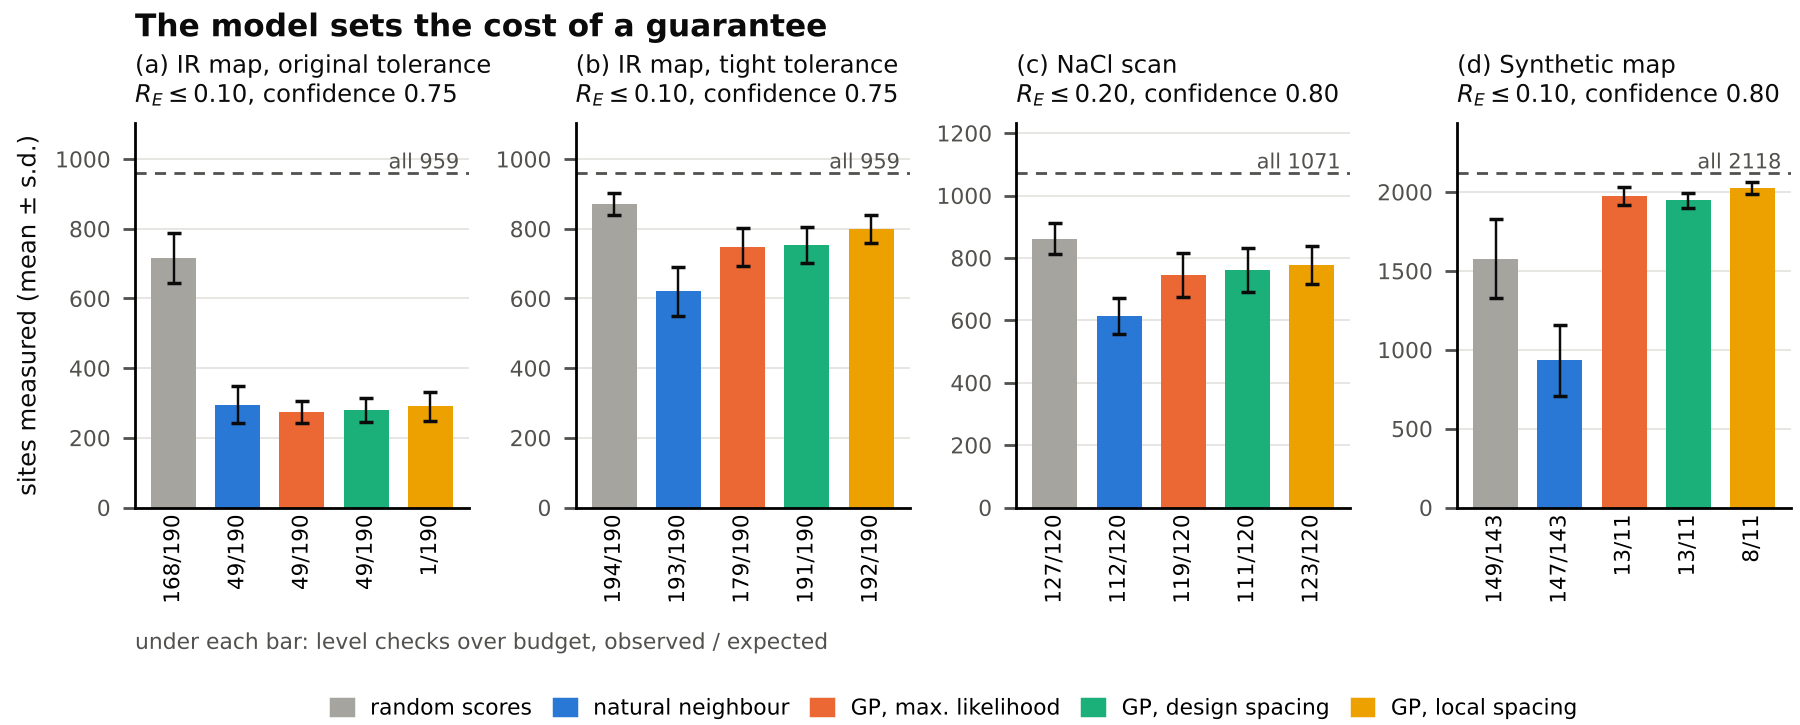 The model sets the cost of a guarantee
(a) IR map, original tolerance
R_E ≤ 0.10, confidence 0.75
(b) IR map, tight tolerance
R_E ≤ 0.10, confidence 0.75
(c) NaCl scan
R_E ≤ 0.20, confidence 0.80
(d) Synthetic map
R_E ≤ 0.10, confidence 0.80
sites measured (mean ± s.d.)
1000
800
600
400
200
0
all 959
168/190
49/190
49/190
49/190
1/190
1000
800
600
400
200
0
all 959
194/190
193/190
179/190
191/190
192/190
1200
1000
800
600
400
200
0
all 1071
127/120
112/120
119/120
111/120
123/120
2000
1500
1000
500
0
all 2118
149/143
147/143
13/11
13/11
8/11
under each bar: level checks over budget, observed / expected
random scores
natural neighbour
GP, max. likelihood
GP, design spacing
GP, local spacing